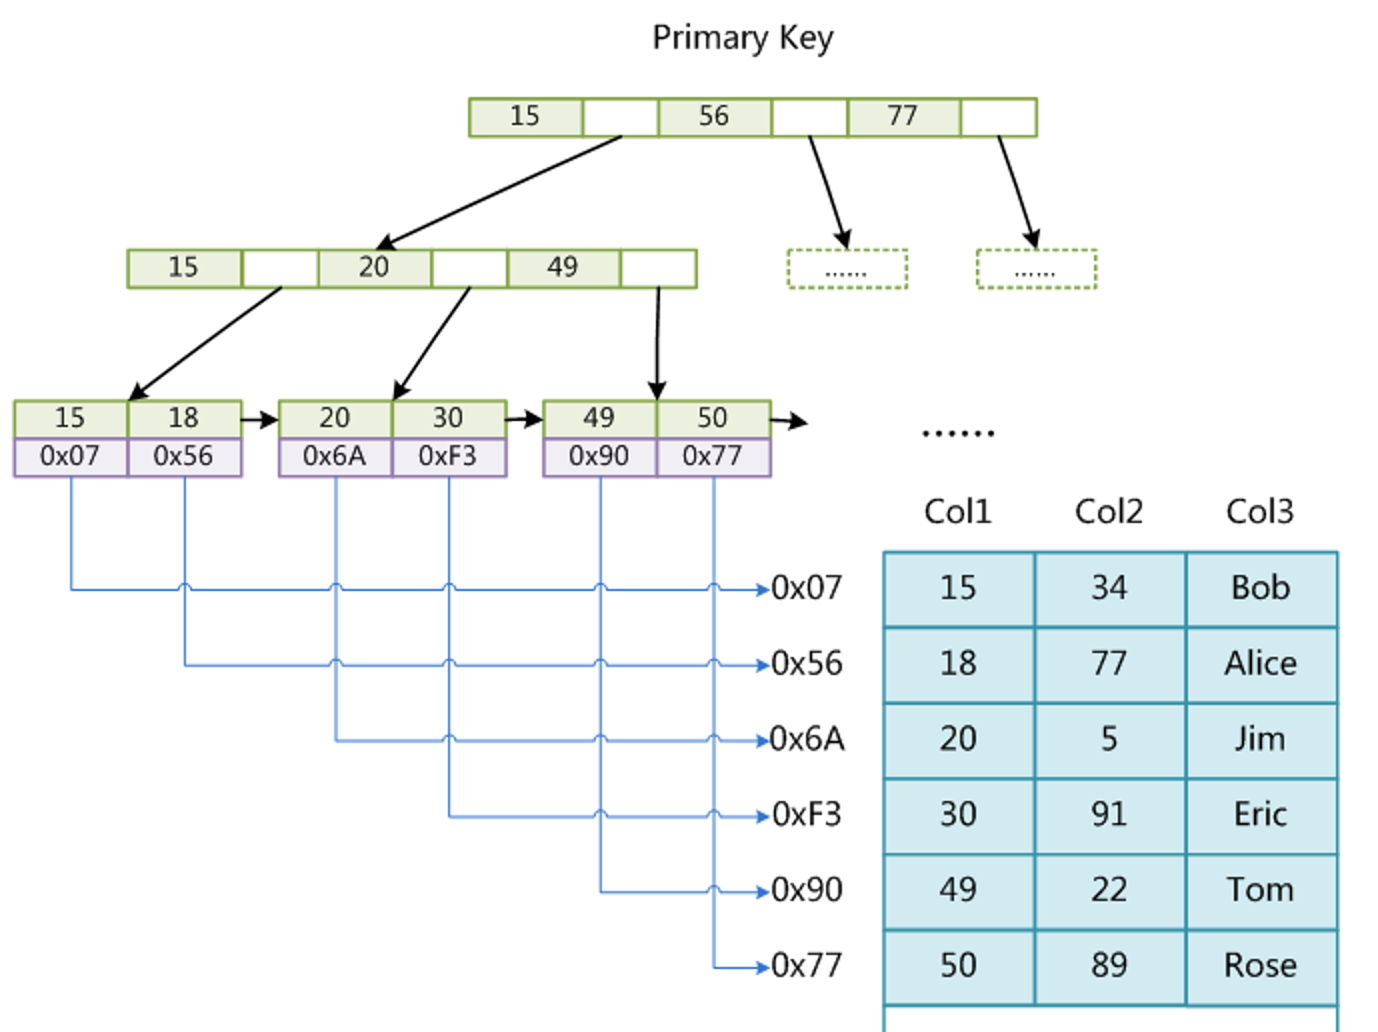 Primary Key
15 56 77
15 20 49
...... ......
15 18 20 30 49 50
0x07 0x56 0x6A 0xF3 0x90 0x77
......
Col1 Col2 Col3
0x07 15 34 Bob
0x56 18 77 Alice
0x6A 20 5 Jim
0xF3 30 91 Eric
0x90 49 22 Tom
0x77 50 89 Rose